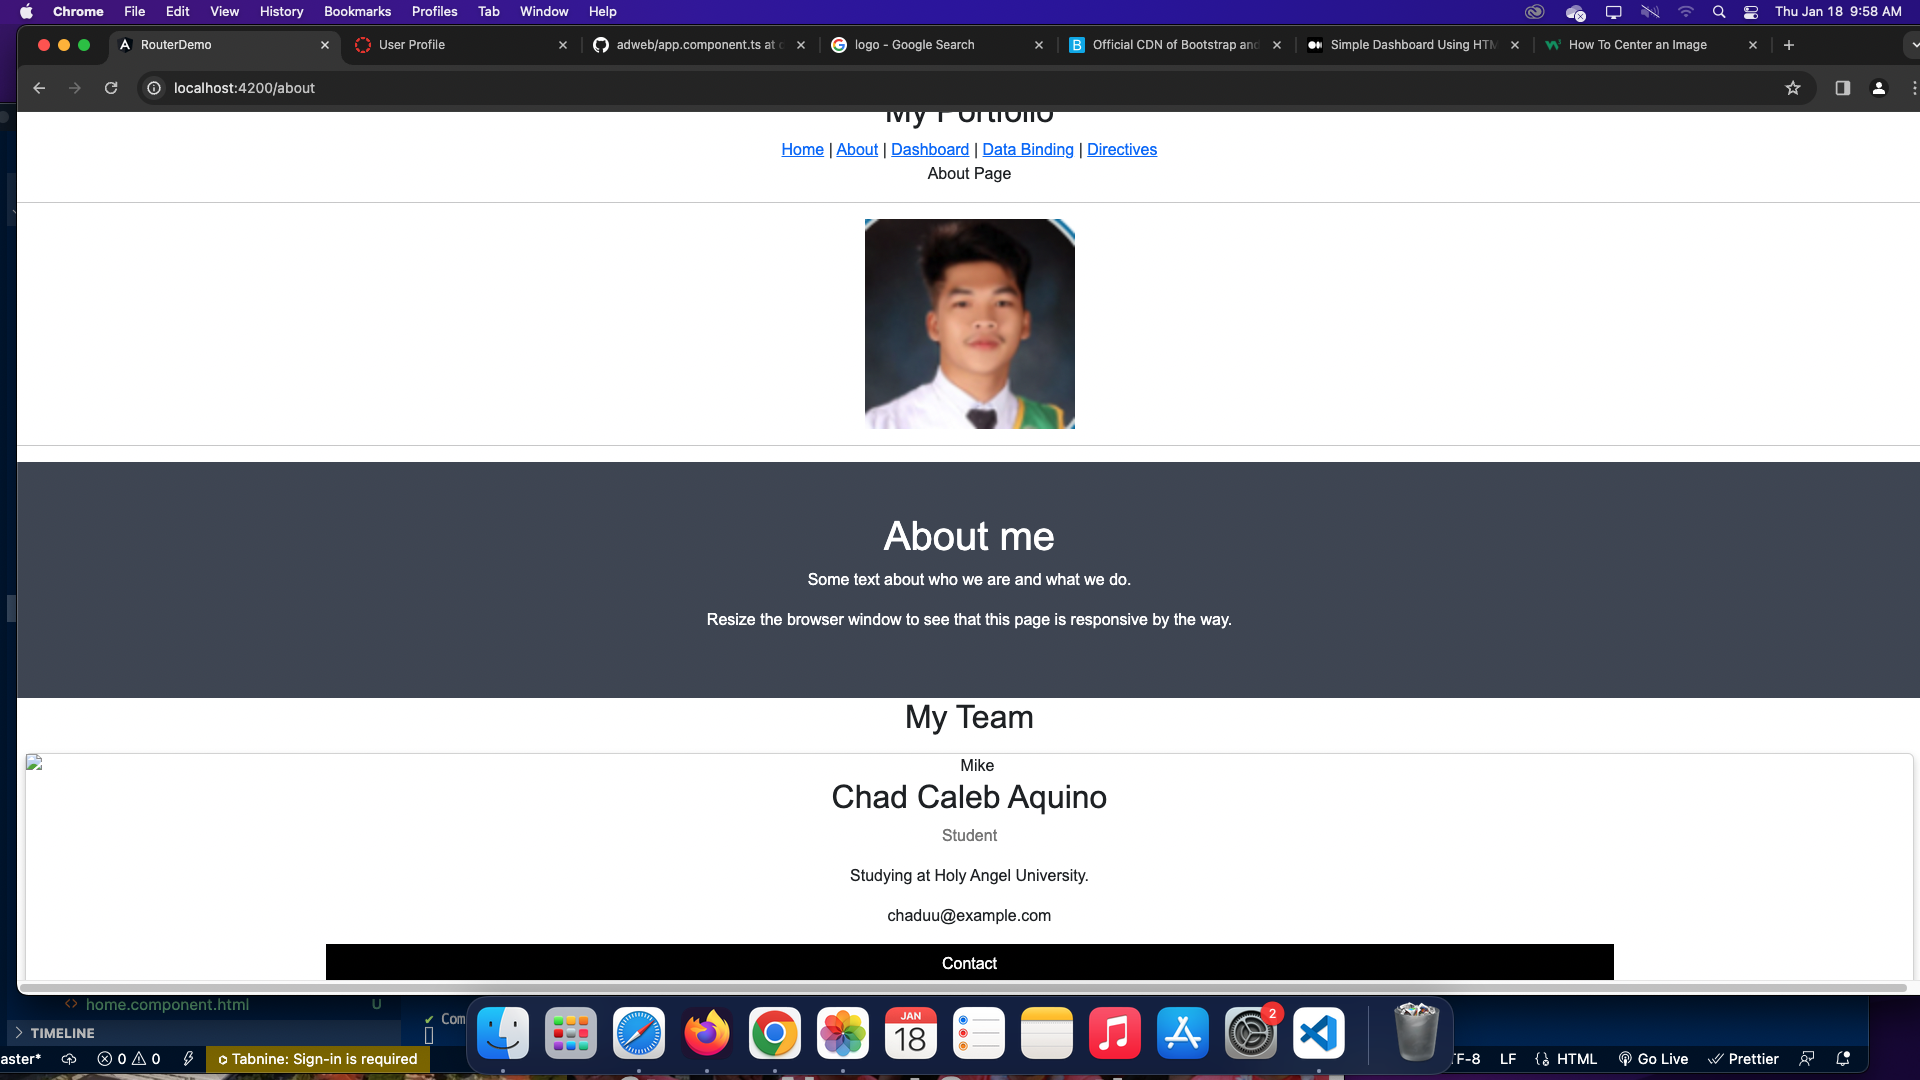 Chrome File Edit View History Bookmarks Profiles Tab Window Help Thu Jan 18 9:58 AM
RouterDemo User Profile adweb/app.component.ts at logo - Google Search Official CDN of Bootstrap and Simple Dashboard Using HTM How To Center an Image
localhost:4200/about
My Portfolio
Home | About | Dashboard | Data Binding | Directives
About Page
About me
Some text about who we are and what we do.
Resize the browser window to see that this page is responsive by the way.
My Team
Mike
Chad Caleb Aquino
Student
Studying at Holy Angel University.
chaduu@example.com
Contact
home.component.html U
✔ Com
JAN
18
2
TIMELINE
aster* 0 0 Tabnine: Sign-in is required TF-8 LF HTML Go Live Prettier